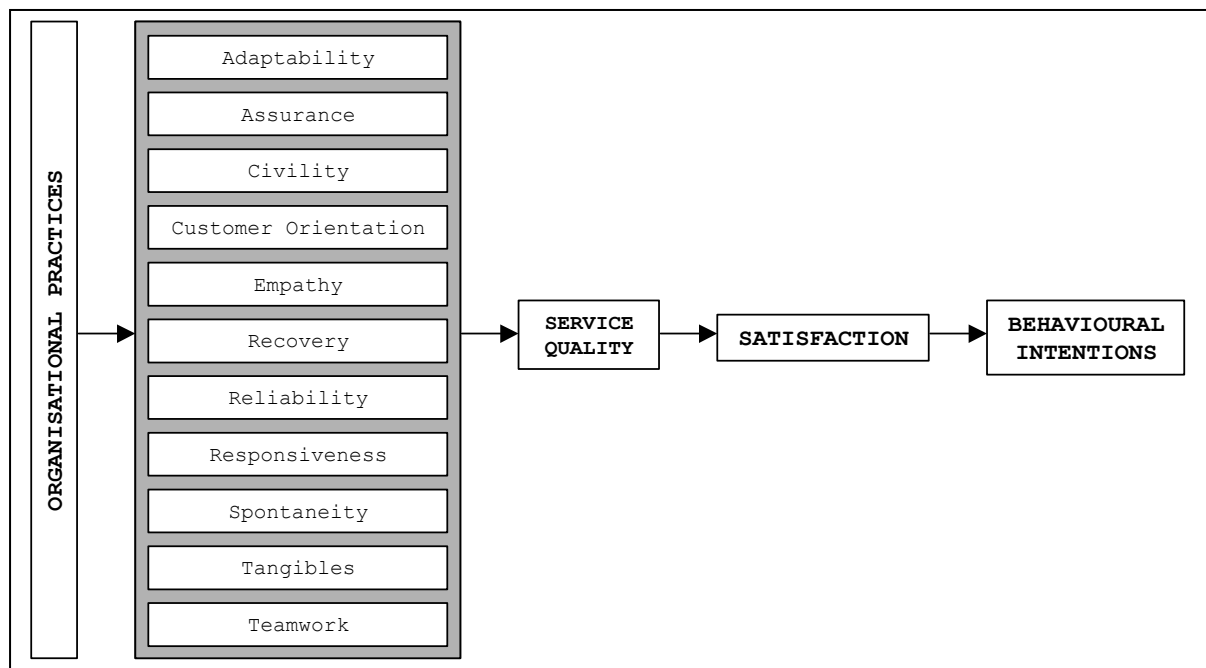 ORGANISATIONAL PRACTICES
Adaptability
Assurance
Civility
Customer Orientation
Empathy
Recovery
Reliability
Responsiveness
Spontaneity
Tangibles
Teamwork
SERVICE
QUALITY
SATISFACTION
BEHAVIOURAL
INTENTIONS